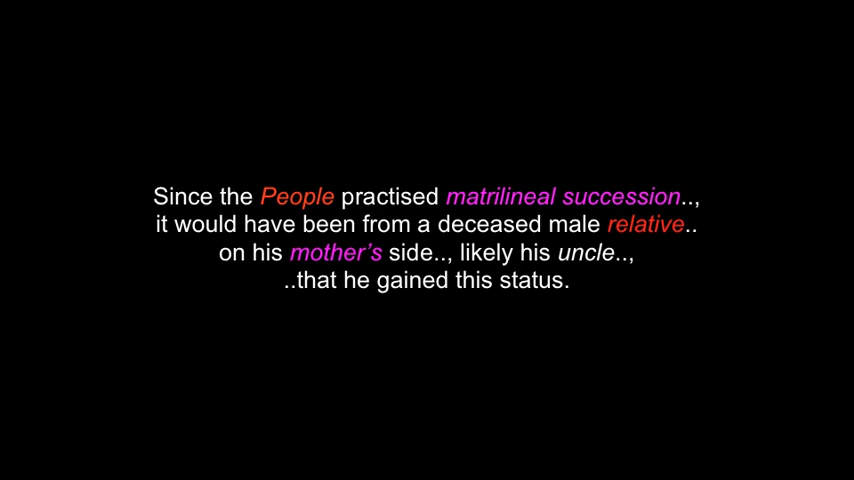 Since the People practised matrilineal succession..,
it would have been from a deceased male relative..
on his mother’s side.., likely his uncle..,
..that he gained this status.